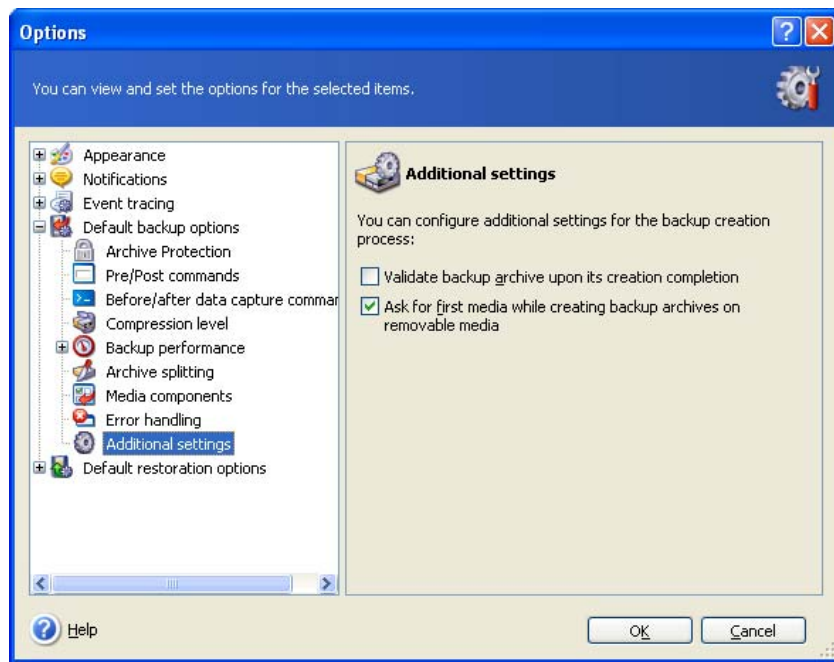 Options
You can view and set the options for the selected items.
Appearance
Notifications
Event tracing
Default backup options
Archive Protection
Pre/Post commands
Before/after data capture commar
Compression level
Backup performance
Archive splitting
Media components
Error handling
Additional settings
Default restoration options
Additional settings
You can configure additional settings for the backup creation
process:
Validate backup archive upon its creation completion
Ask for first media while creating backup archives on
removable media
Help
OK
Cancel